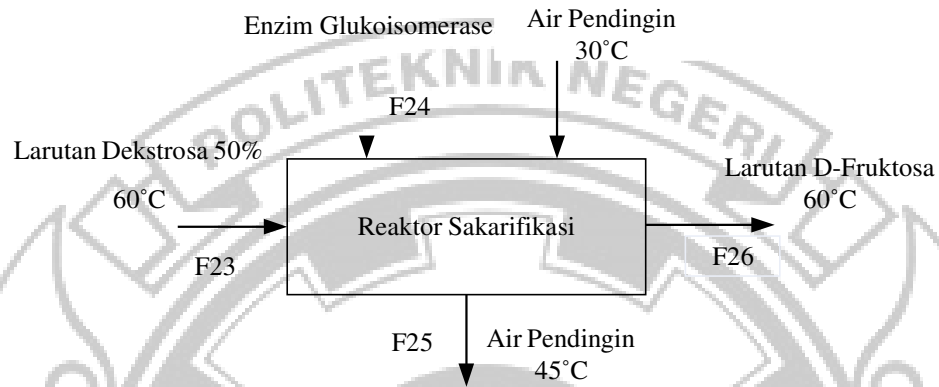 Enzim Glukoisomerase
Air Pendingin
30°C
POLITEKNIK NEGERI
F24
Larutan Dekstrosa 50%
60°C
Larutan D-Fruktosa
60°C
Reaktor Sakarifikasi
F23
F26
F25
Air Pendingin
45°C